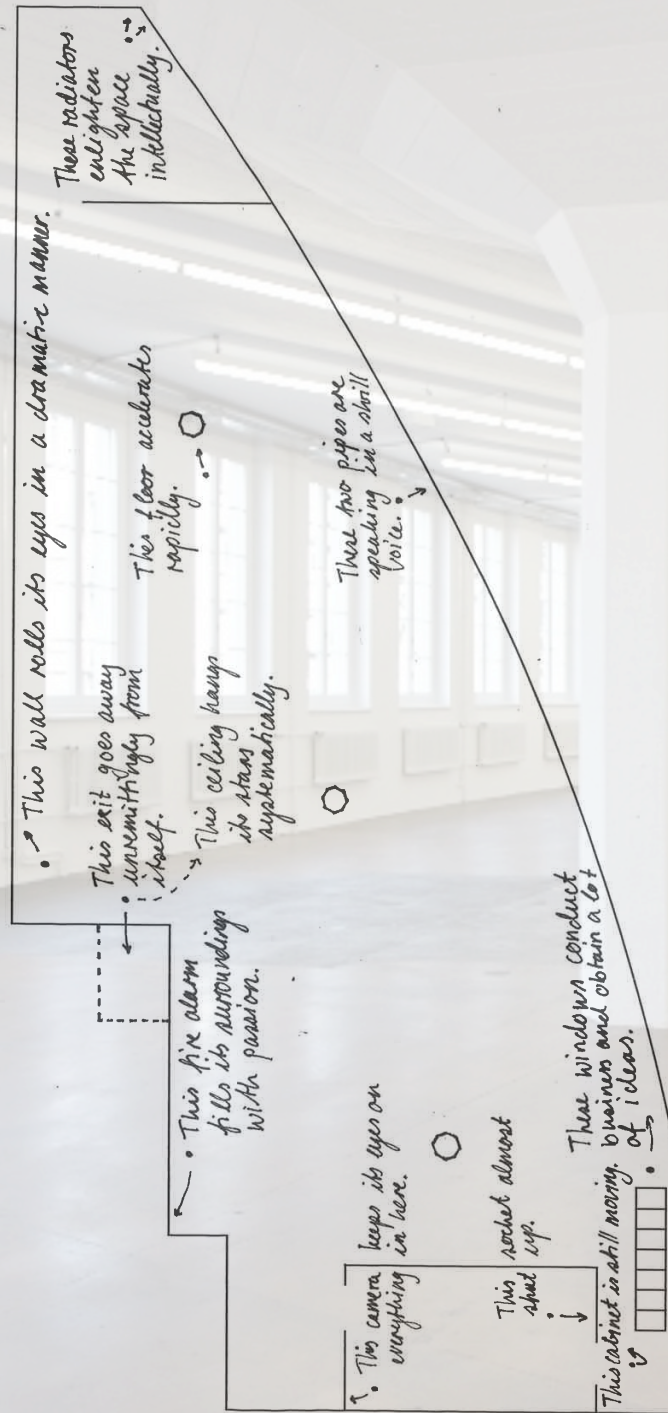 This wall rolls its eyes in a dramatic manner.
These radiators
enlighten
the space
intellectually.
This exit goes away
unremittingly from
itself.
This floor accelerates
rapidly.
This fire alarm
fills its surroundings
with passion.
This ceiling hangs
its stars
systematically.
These two pipes are
speaking in a shrill
voice.
This camera keeps its eyes on
everything in here.
This socket almost
shut up.
These windows conduct
business and obtain a lot
of ideas.
This cabinet is still moving.